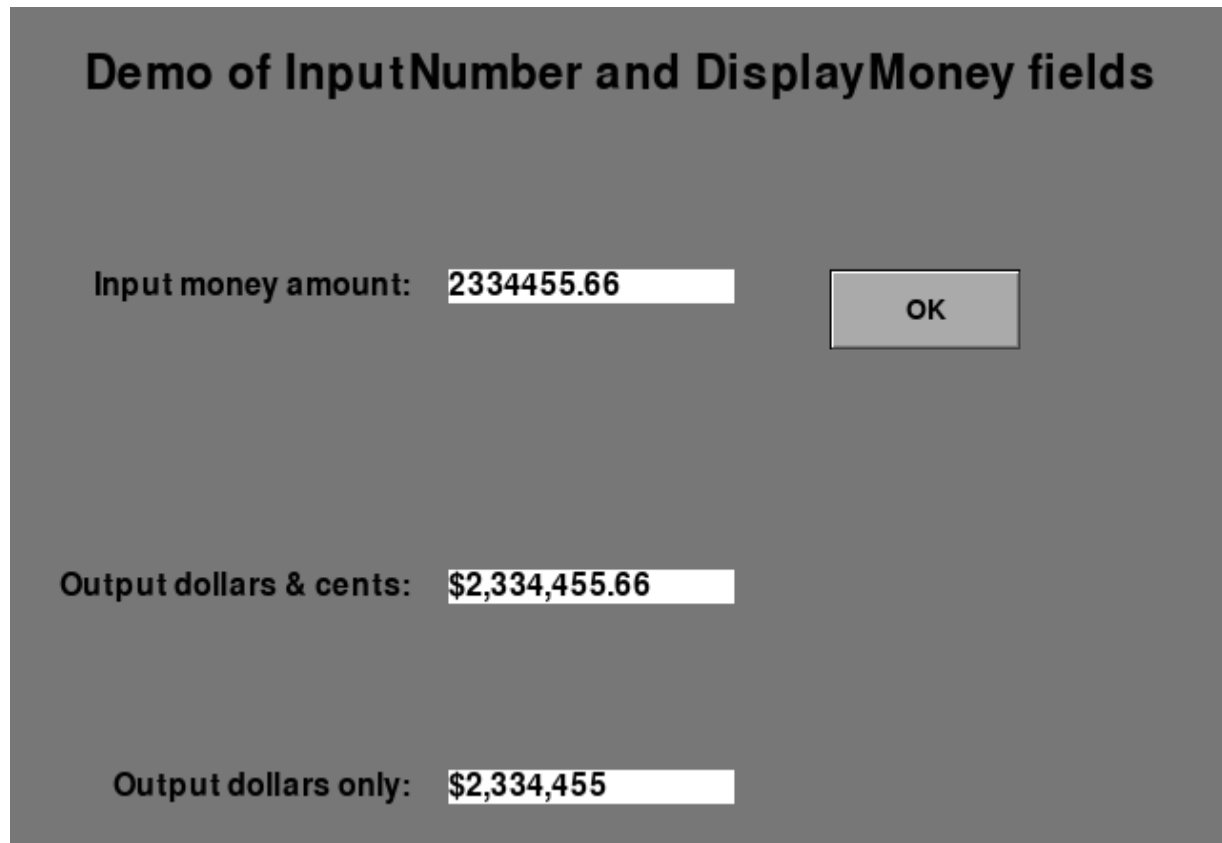 Demo of InputNumber and DisplayMoney fields
Input money amount: 2334455.66
OK
Output dollars & cents: $2,334,455.66
Output dollars only: $2,334,455